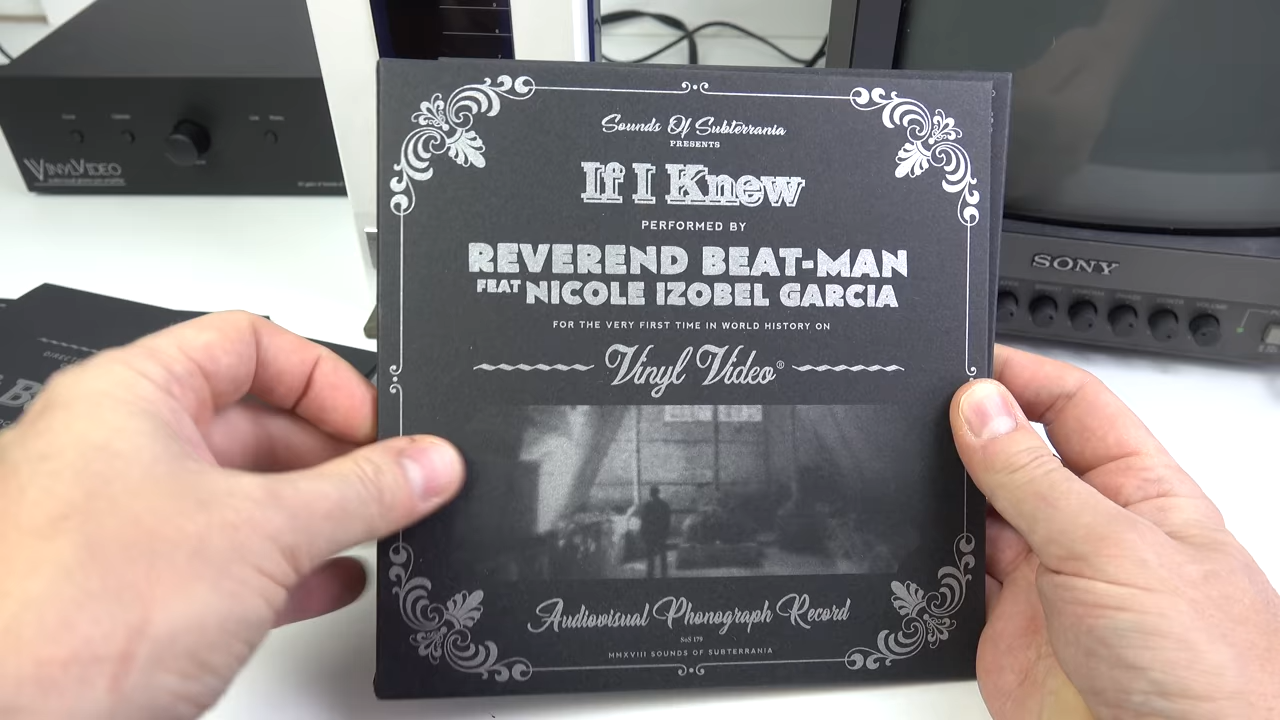 Sounds Of Subterrania
PRESENTS
If I Knew
PERFORMED BY
REVEREND BEAT-MAN
FEAT NICOLE IZOBEL GARCIA
FOR THE VERY FIRST TIME IN WORLD HISTORY ON
Vinyl Video®
Audiovisual Phonograph Record
SoS 179
MMXVIII SOUNDS OF SUBTERRANIA
VINYLVIDEO
SONY